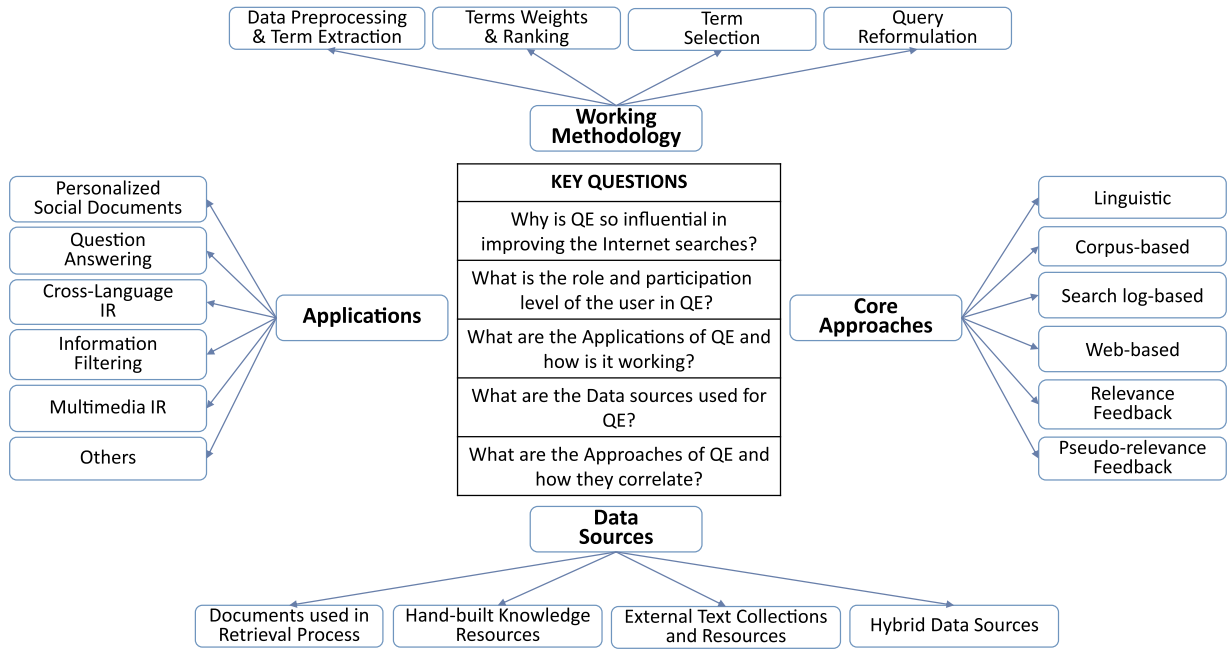 Data Preprocessing
& Term Extraction
Terms Weights
& Ranking
Term
Selection
Query
Reformulation
Working
Methodology
Personalized
Social Documents
Question
Answering
Cross-Language
IR
Information
Filtering
Multimedia IR
Others
Applications
KEY QUESTIONS
Why is QE so influential in
improving the Internet searches?
What is the role and participation
level of the user in QE?
What are the Applications of QE and
how is it working?
What are the Data sources used for
QE?
What are the Approaches of QE and
how they correlate?
Core
Approaches
Linguistic
Corpus-based
Search log-based
Web-based
Relevance
Feedback
Pseudo-relevance
Feedback
Data
Sources
Documents used in
Retrieval Process
Hand-built Knowledge
Resources
External Text Collections
and Resources
Hybrid Data Sources